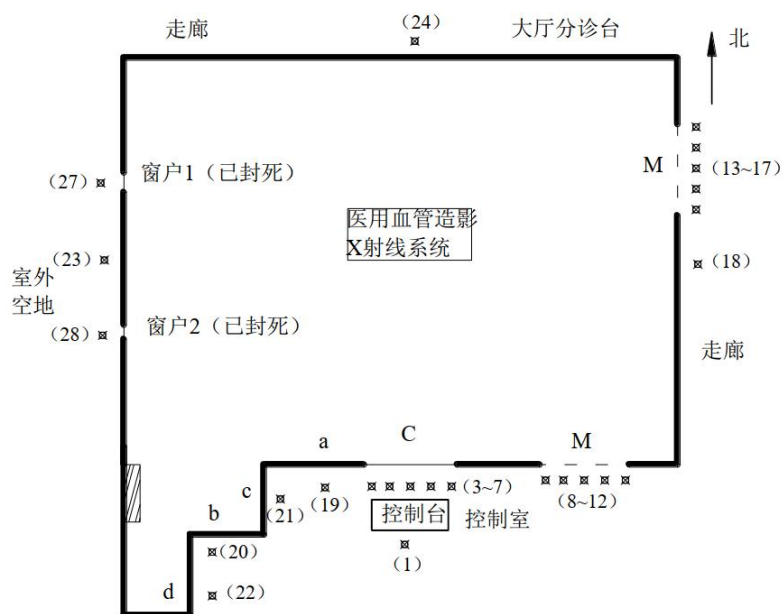 走廊
（24）
大厅分诊台
北
窗户1（已封死）
（27）
M
（13~17）
医用血管造影
X射线系统
（23）
（18）
室外
空地
窗户2（已封死）
（28）
走廊
a
C
M
c
（3~7）
（19）
（21）
（8~12）
b
控制台
控制室
（20）
（1）
d
（22）